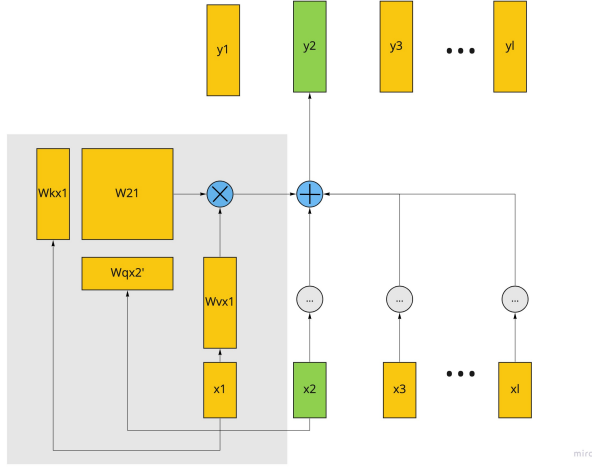 y1
y2
y3
...
yl
Wkx1
W21
Wqx2'
Wvx1
...
...
...
x1
x2
x3
...
xl
miro